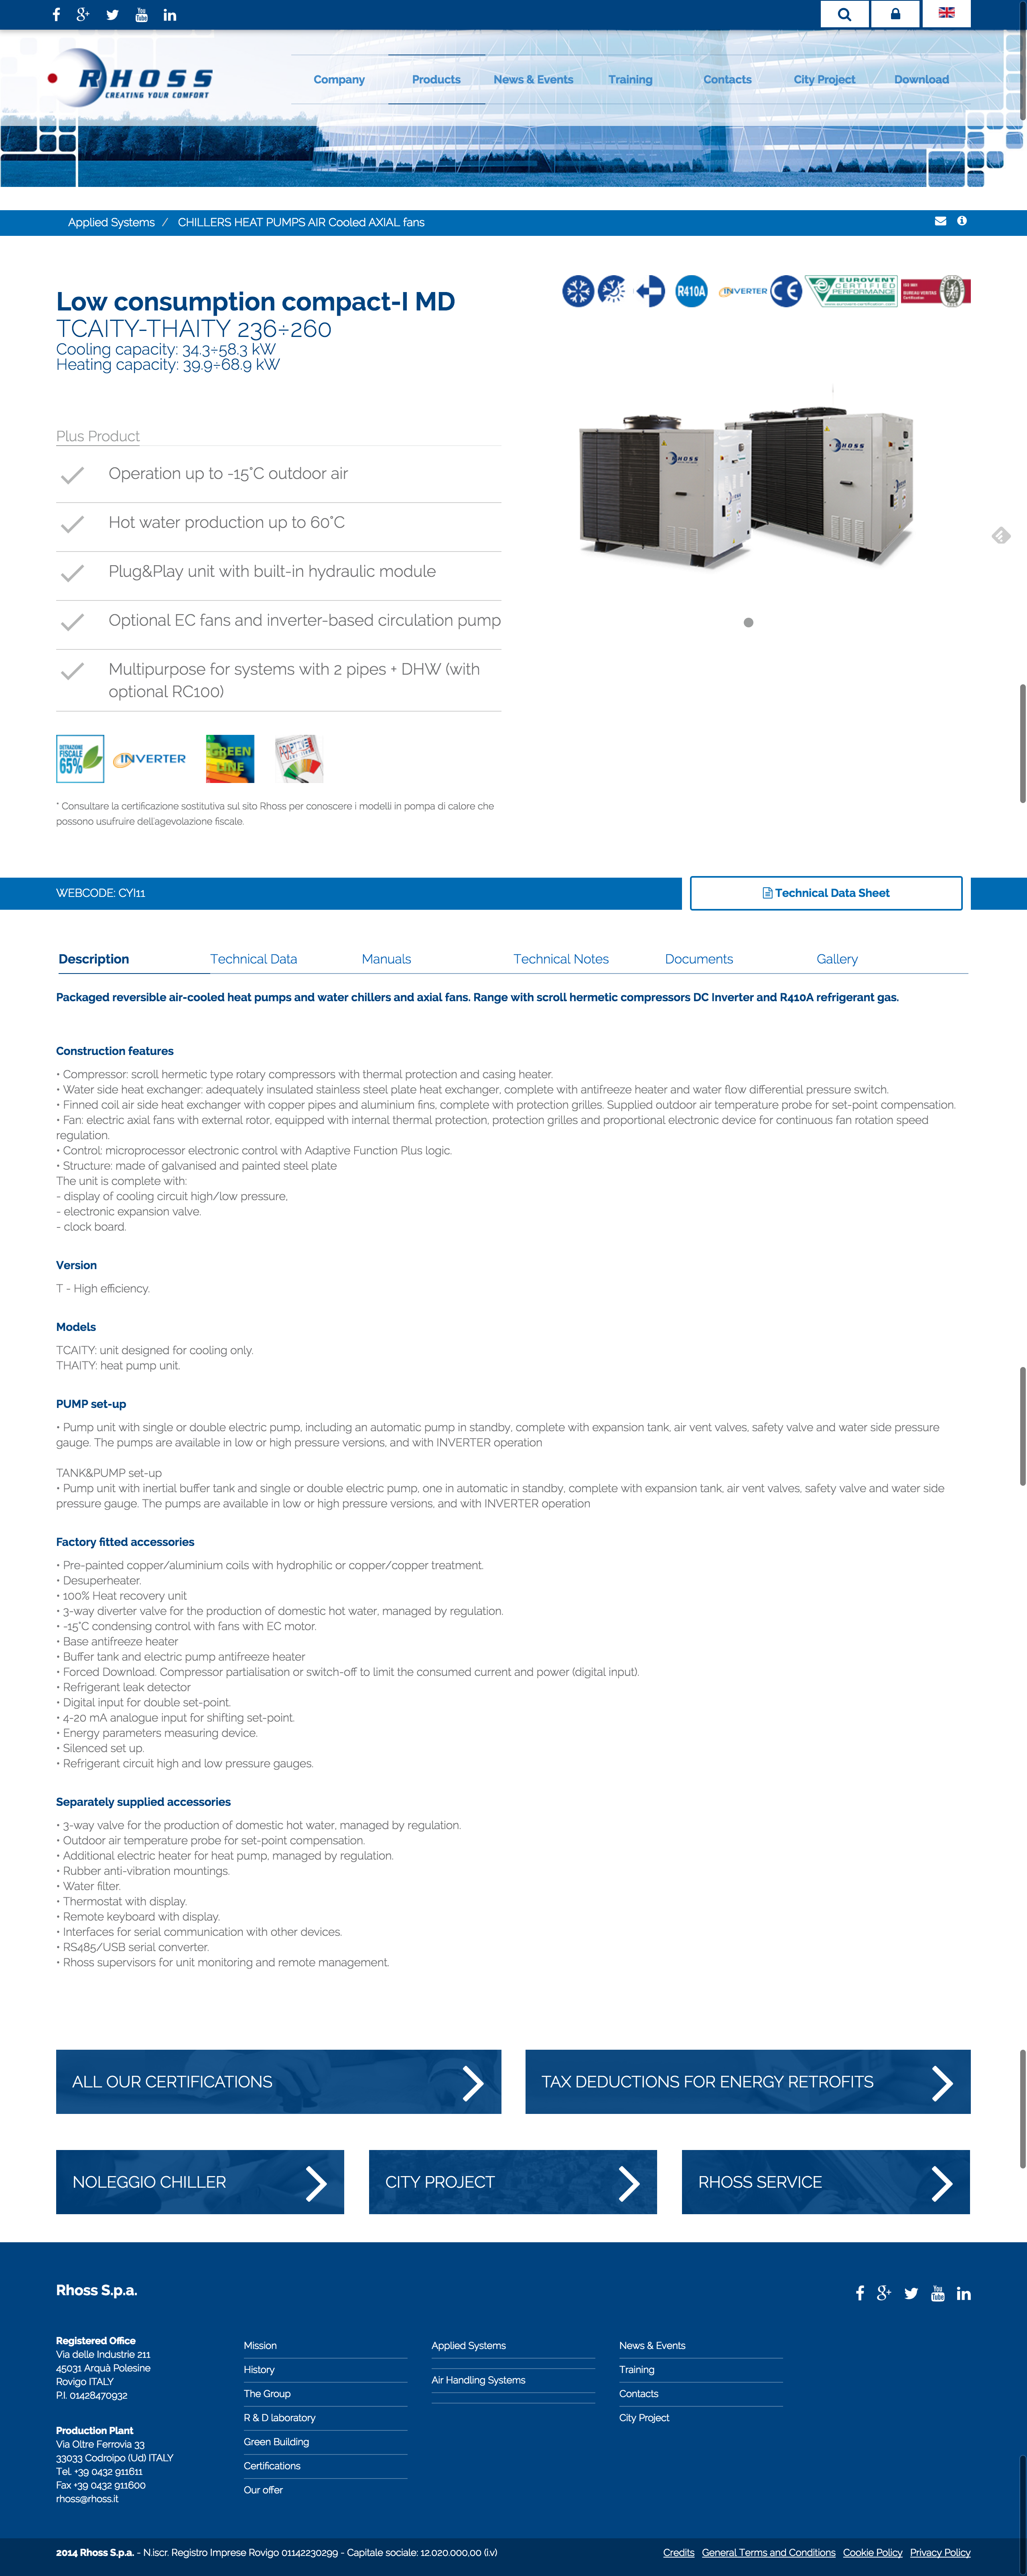 RHOSS
CREATING YOUR COMFORT
Company
Products
News & Events
Training
Contacts
City Project
Download
Applied Systems / CHILLERS HEAT PUMPS AIR Cooled AXIAL fans
Low consumption compact-I MD
TCAITY-THAITY 236÷260
Cooling capacity: 34.3÷58.3 kW
Heating capacity: 39.9÷68.9 kW
R410A
INVERTER
EUROVENT
CERTIFIED
PERFORMANCE
BUREAU VERITAS
Certification
Plus Product
Operation up to -15°C outdoor air
Hot water production up to 60°C
Plug&Play unit with built-in hydraulic module
Optional EC fans and inverter-based circulation pump
Multipurpose for systems with 2 pipes + DHW (with
optional RC100)
RHOSS
RHOSS
DETRAZIONE
FISCALE
65%
INVERTER
GREEN
LINE
* Consultare la certificazione sostitutiva sul sito Rhoss per conoscere i modelli in pompa di calore che
possono usufruire dell'agevolazione fiscale.
WEBCODE: CYI11
Technical Data Sheet
Description
Technical Data
Manuals
Technical Notes
Documents
Gallery
Packaged reversible air-cooled heat pumps and water chillers and axial fans. Range with scroll hermetic compressors DC Inverter and R410A refrigerant gas.
Construction features
• Compressor: scroll hermetic type rotary compressors with thermal protection and casing heater.
• Water side heat exchanger: adequately insulated stainless steel plate heat exchanger, complete with antifreeze heater and water flow differential pressure switch.
• Finned coil air side heat exchanger with copper pipes and aluminium fins, complete with protection grilles. Supplied outdoor air temperature probe for set-point compensation.
• Fan: electric axial fans with external rotor, equipped with internal thermal protection, protection grilles and proportional electronic device for continuous fan rotation speed
regulation.
• Control: microprocessor electronic control with Adaptive Function Plus logic.
• Structure: made of galvanised and painted steel plate
The unit is complete with:
- display of cooling circuit high/low pressure,
- electronic expansion valve.
- clock board.
Version
T - High efficiency.
Models
TCAITY: unit designed for cooling only.
THAITY: heat pump unit.
PUMP set-up
• Pump unit with single or double electric pump, including an automatic pump in standby, complete with expansion tank, air vent valves, safety valve and water side pressure
gauge. The pumps are available in low or high pressure versions, and with INVERTER operation
TANK&PUMP set-up
• Pump unit with inertial buffer tank and single or double electric pump, one in automatic in standby, complete with expansion tank, air vent valves, safety valve and water side
pressure gauge. The pumps are available in low or high pressure versions, and with INVERTER operation
Factory fitted accessories
• Pre-painted copper/aluminium coils with hydrophilic or copper/copper treatment.
• Desuperheater.
• 100% Heat recovery unit
• 3-way diverter valve for the production of domestic hot water, managed by regulation.
• -15°C condensing control with fans with EC motor.
• Base antifreeze heater
• Buffer tank and electric pump antifreeze heater
• Forced Download. Compressor partialisation or switch-off to limit the consumed current and power (digital input).
• Refrigerant leak detector
• Digital input for double set-point.
• 4-20 mA analogue input for shifting set-point.
• Energy parameters measuring device.
• Silenced set up.
• Refrigerant circuit high and low pressure gauges.
Separately supplied accessories
• 3-way valve for the production of domestic hot water, managed by regulation.
• Outdoor air temperature probe for set-point compensation.
• Additional electric heater for heat pump, managed by regulation.
• Rubber anti-vibration mountings.
• Water filter.
• Thermostat with display.
• Remote keyboard with display.
• Interfaces for serial communication with other devices.
• RS485/USB serial converter.
• Rhoss supervisors for unit monitoring and remote management.
ALL OUR CERTIFICATIONS
TAX DEDUCTIONS FOR ENERGY RETROFITS
NOLEGGIO CHILLER
CITY PROJECT
RHOSS SERVICE
Rhoss S.p.a.
Registered Office
Via delle Industrie 211
45031 Arquà Polesine
Rovigo ITALY
P.I. 01428470932
Production Plant
Via Oltre Ferrovia 33
33033 Codroipo (Ud) ITALY
Tel. +39 0432 911611
Fax +39 0432 911600
rhoss@rhoss.it
Mission
History
The Group
R & D laboratory
Green Building
Certifications
Our offer
Applied Systems
Air Handling Systems
News & Events
Training
Contacts
City Project
2014 Rhoss S.p.a. - N.iscr. Registro Imprese Rovigo 01142230299 - Capitale sociale: 12.020.000,00 (i.v)
Credits General Terms and Conditions Cookie Policy Privacy Policy